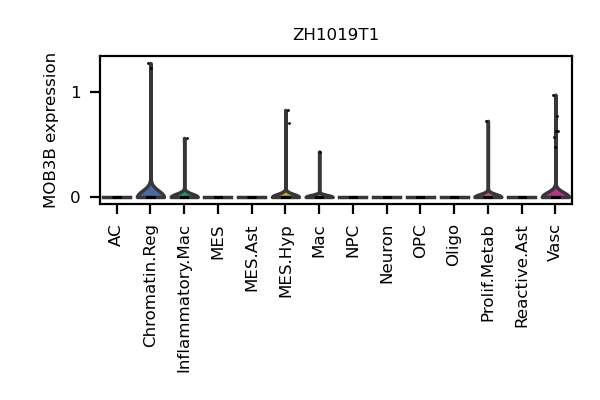 ZH1019T1
MOB3B expression
1
0
AC
Chromatin.Reg
Inflammatory.Mac
MES
MES.Ast
MES.Hyp
Mac
NPC
Neuron
OPC
Oligo
Prolif.Metab
Reactive.Ast
Vasc